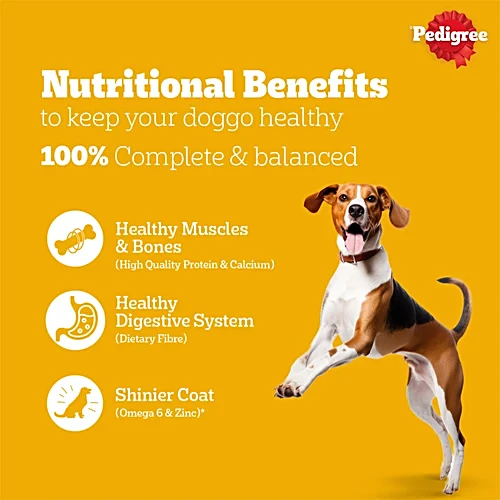 Pedigree
Nutritional Benefits
to keep your doggo healthy
100% Complete & balanced
Healthy Muscles
& Bones
(High Quality Protein & Calcium)
Healthy
Digestive System
(Dietary Fibre)
Shinier Coat
(Omega 6 & Zinc)*